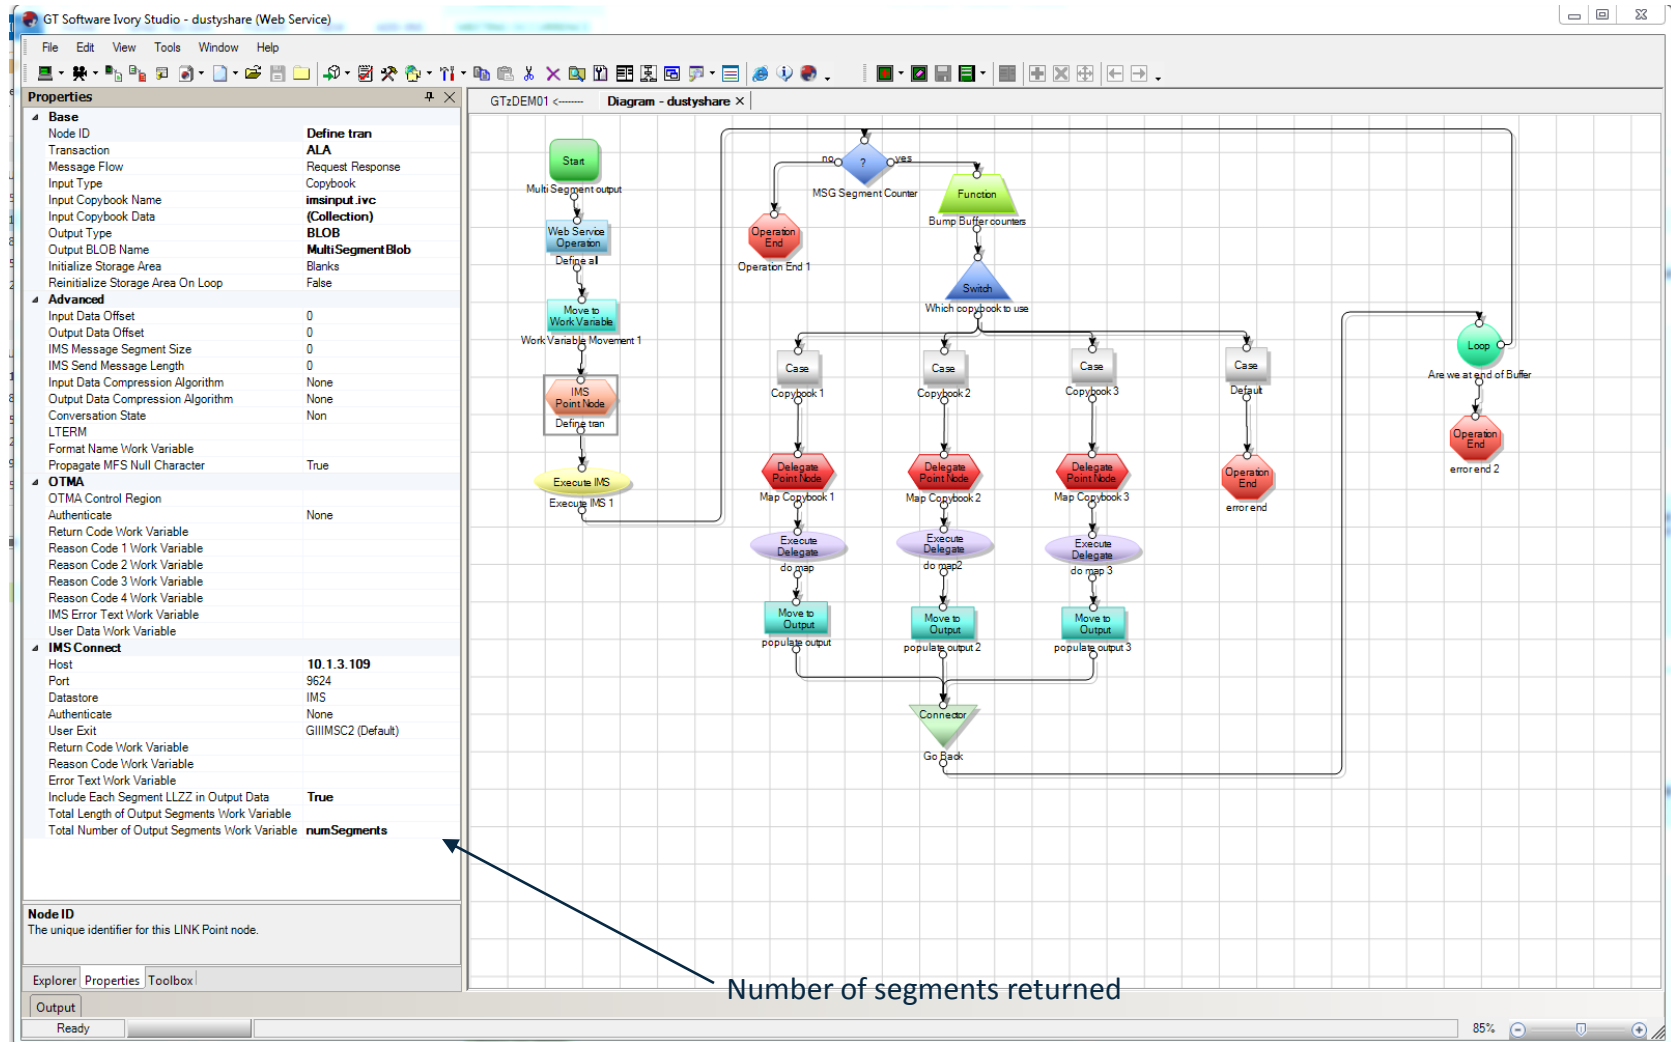 GT Software Ivory Studio - dustyshare (Web Service)
File Edit View Tools Window Help
Properties
Base
Node ID Define tran
Transaction ALA
Message Flow Request Response
Input Type Copybook
Input Copybook Name imsinput.ivc
Input Copybook Data (Collection)
Output Type BLOB
Output BLOB Name MultiSegmentBlob
Initialize Storage Area Blanks
Reinitialize Storage Area On Loop False
Advanced
Input Data Offset 0
Output Data Offset 0
IMS Message Segment Size 0
IMS Send Message Length 0
Input Data Compression Algorithm None
Output Data Compression Algorithm None
Conversation State Non
LTERM
Format Name Work Variable
Propagate MFS Null Character True
OTMA
OTMA Control Region
Authenticate None
Return Code Work Variable
Reason Code 1 Work Variable
Reason Code 2 Work Variable
Reason Code 3 Work Variable
Reason Code 4 Work Variable
IMS Error Text Work Variable
User Data Work Variable
IMS Connect
Host 10.1.3.109
Port 9624
Datastore IMS
Authenticate None
User Exit GIIIMSC2 (Default)
Return Code Work Variable
Reason Code Work Variable
Error Text Work Variable
Include Each Segment LLZZ in Output Data True
Total Length of Output Segments Work Variable
Total Number of Output Segments Work Variable numSegments
Node ID
The unique identifier for this LINK Point node.
Explorer Properties Toolbox
Output
Ready
GTzDEM01 <-------- Diagram - dustyshare
Start
Multi Segment output
Web Service
Operation
Define all
Move to
Work Variable
Work Variable Movement 1
IMS
Point Node
Define tran
Execute IMS
Execute IMS 1
no ? yes
MSG Segment Counter
Operation
End
Operation End 1
Function
Bump Buffer counters
Switch
Which copybook to use
Case
Copybook 1
Case
Copybook 2
Case
Copybook 3
Case
Default
Delegate
Point Node
Map Copybook 1
Delegate
Point Node
Map Copybook 2
Delegate
Point Node
Map Copybook 3
Operation
End
error end
Execute
Delegate
do map
Execute
Delegate
do map2
Execute
Delegate
do map 3
Move to
Output
populate output
Move to
Output
populate output 2
Move to
Output
populate output 3
Connector
Go Back
Loop
Are we at end of Buffer
Operation
End
error end 2
Number of segments returned
85%